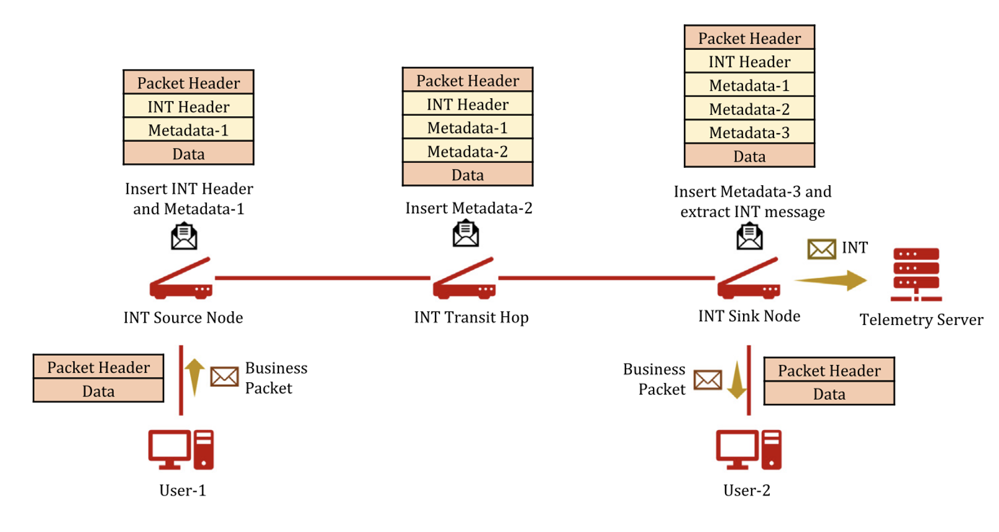 Packet Header
INT Header
Metadata-1
Data
Insert INT Header
and Metadata-1
Packet Header
INT Header
Metadata-1
Metadata-2
Data
Insert Metadata-2
Packet Header
INT Header
Metadata-1
Metadata-2
Metadata-3
Data
Insert Metadata-3 and
extract INT message
INT
INT Source Node
INT Transit Hop
INT Sink Node
Telemetry Server
Packet Header
Data
Business
Packet
Business
Packet
Packet Header
Data
User-1
User-2